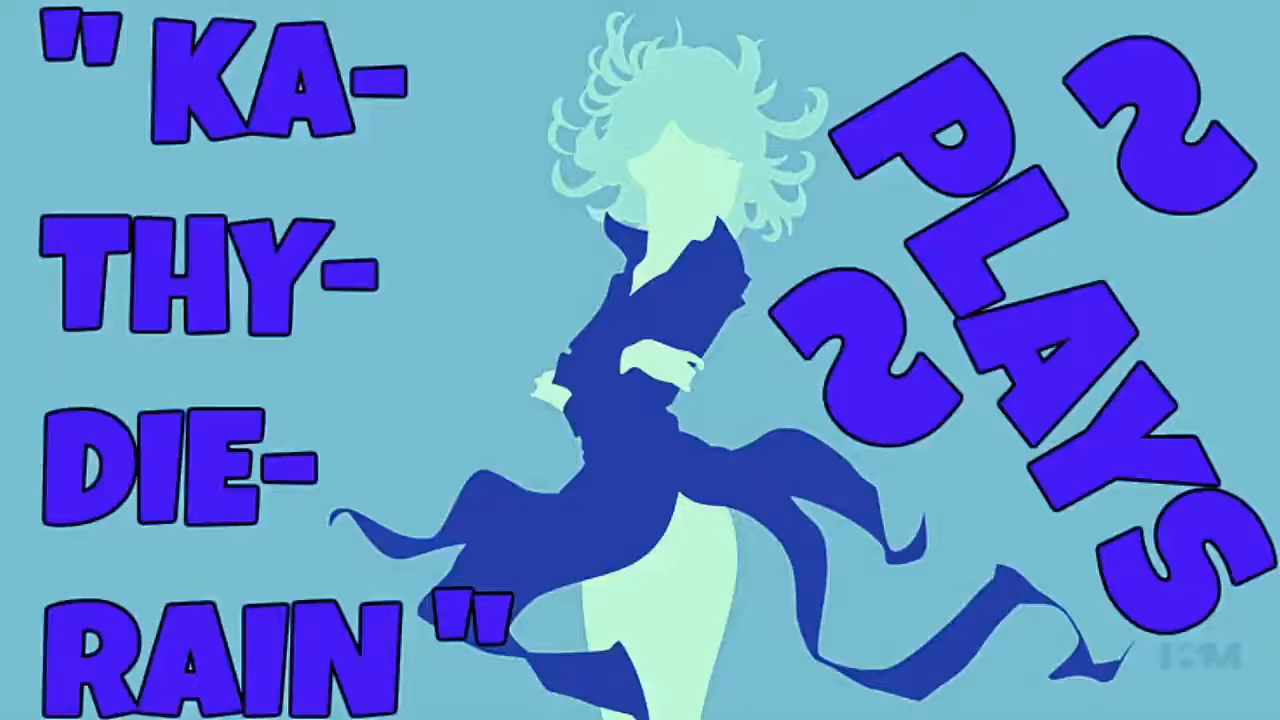 " KA-
THY-
DIE-
RAIN "
~ PLAYS ~